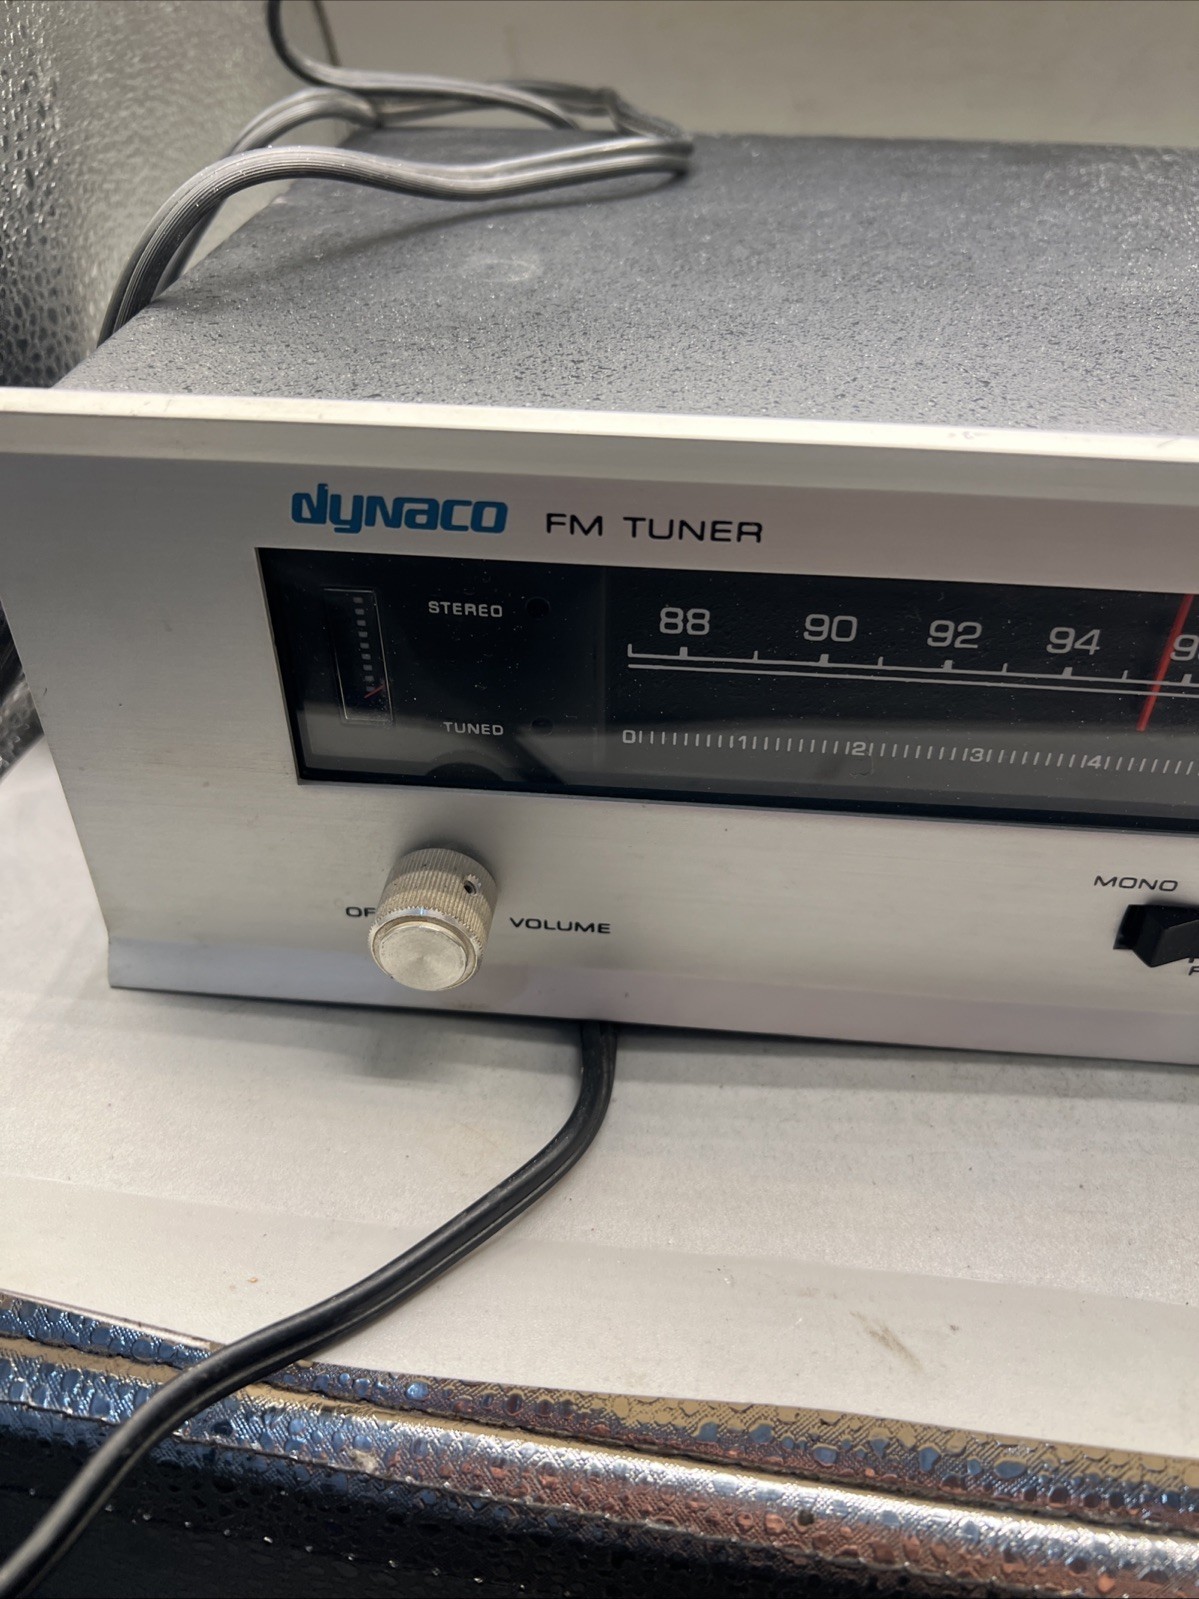 dynaco FM TUNER
STEREO
88 90 92 94
TUNED
0 1 2 3 4
MONO
VOLUME